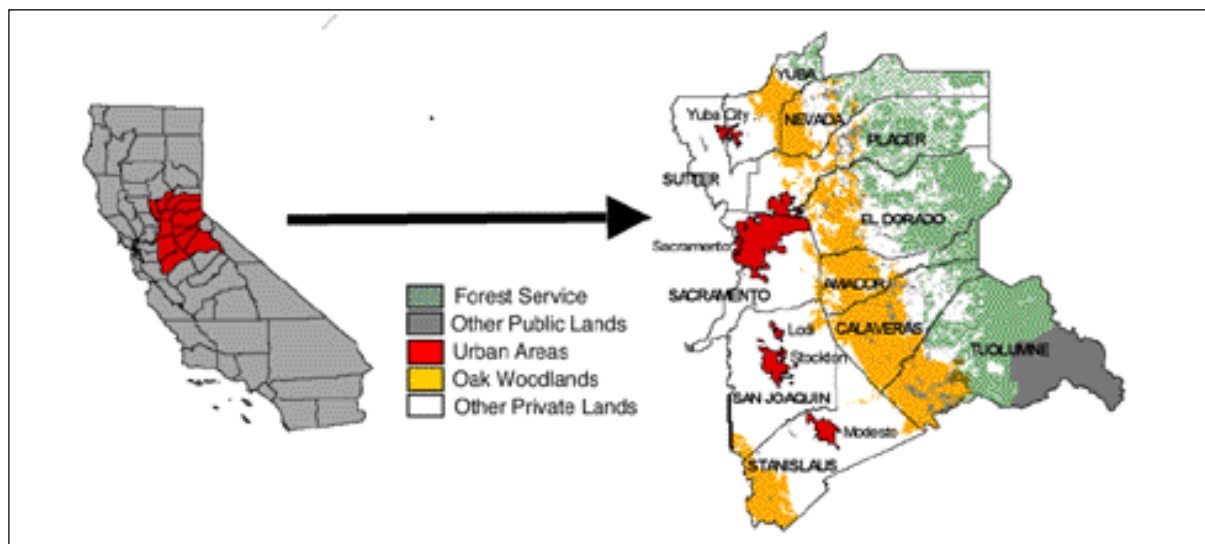 YUBA
Yuba City
NEVADA
PLACER
SUTTER
EL DORADO
Sacramento
SACRAMENTO
AMADOR
CALAVERAS
Lodi
Stockton
TUOLUMNE
SAN JOAQUIN
Modesto
STANISLAUS
Forest Service
Other Public Lands
Urban Areas
Oak Woodlands
Other Private Lands